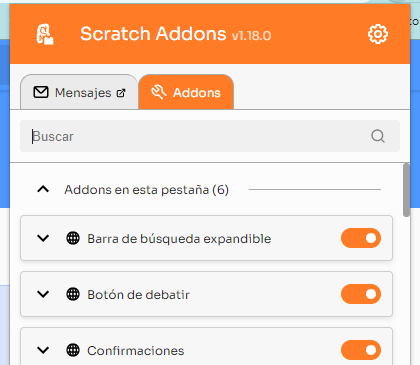 Scratch Addons v1.18.0
Mensajes
Addons
Buscar
Addons en esta pestaña (6)
Barra de búsqueda expandible
Botón de debatir
Confirmaciones